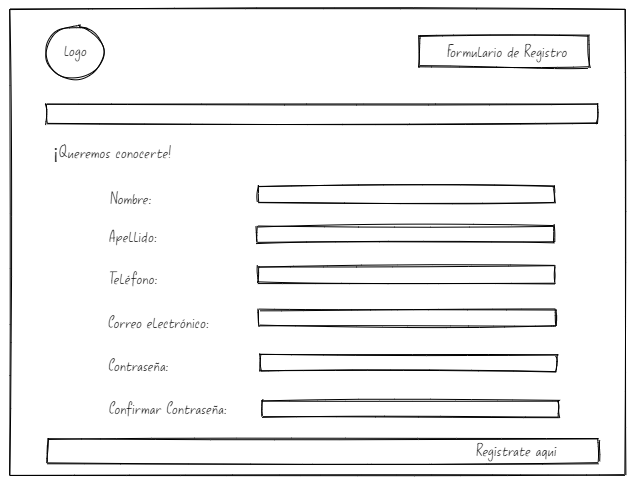 Logo
Formulario de Registro
¡Queremos conocerte!
Nombre:
Apellido:
Teléfono:
Correo electrónico:
Contraseña:
Confirmar Contraseña:
Registrate aqui